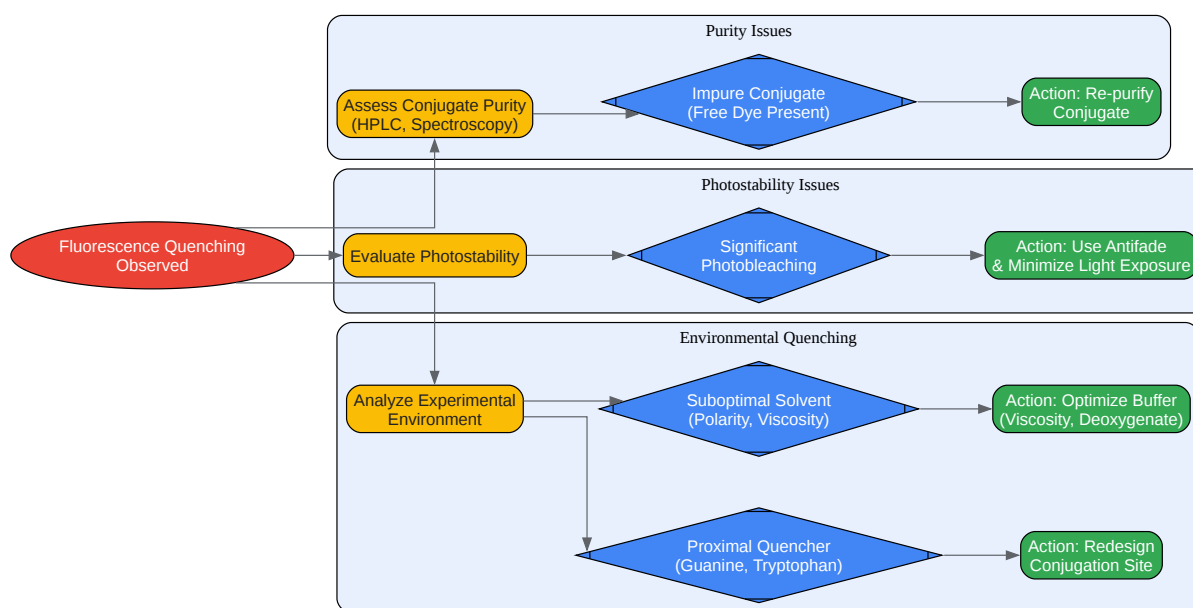 Purity Issues
Assess Conjugate Purity
(HPLC, Spectroscopy)
Impure Conjugate
(Free Dye Present)
Action: Re-purify
Conjugate
Photostability Issues
Fluorescence Quenching
Observed
Evaluate Photostability
Significant
Photobleaching
Action: Use Antifade
& Minimize Light Exposure
Environmental Quenching
Analyze Experimental
Environment
Suboptimal Solvent
(Polarity, Viscosity)
Action: Optimize Buffer
(Viscosity, Deoxygenate)
Proximal Quencher
(Guanine, Tryptophan)
Action: Redesign
Conjugation Site